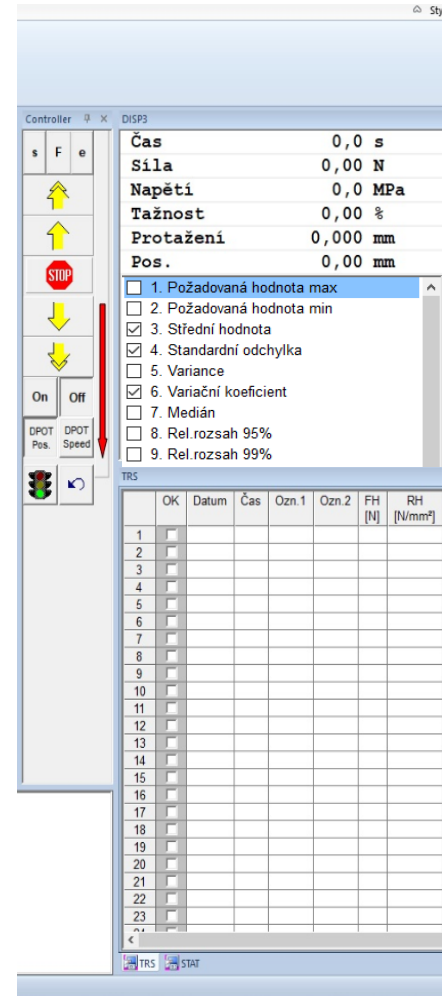 Sty
Controller
DISP3
s F e
STOP
On Off
DPOT Pos. DPOT Speed
Čas 0,0 s
Síla 0,00 N
Napětí 0,0 MPa
Tažnost 0,00 %
Protažení 0,000 mm
Pos. 0,00 mm
1. Požadovaná hodnota max
2. Požadovaná hodnota min
3. Střední hodnota
4. Standardní odchylka
5. Variance
6. Variační koeficient
7. Medián
8. Rel.rozsah 95%
9. Rel.rozsah 99%
TRS
OK Datum Čas Ozn.1 Ozn.2 FH RH
[N] [N/mm²]
1
2
3
4
5
6
7
8
9
10
11
12
13
14
15
16
17
18
19
20
21
22
23
TRS STAT